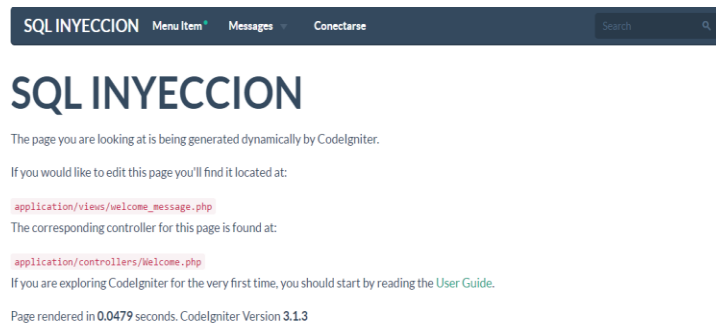 SQL INYECCION Menu Item Messages Conectarse Search
SQL INYECCION
The page you are looking at is being generated dynamically by CodeIgniter.
If you would like to edit this page you'll find it located at:
application/views/welcome_message.php
The corresponding controller for this page is found at:
application/controllers/Welcome.php
If you are exploring CodeIgniter for the very first time, you should start by reading the User Guide.
Page rendered in 0.0479 seconds. CodeIgniter Version 3.1.3